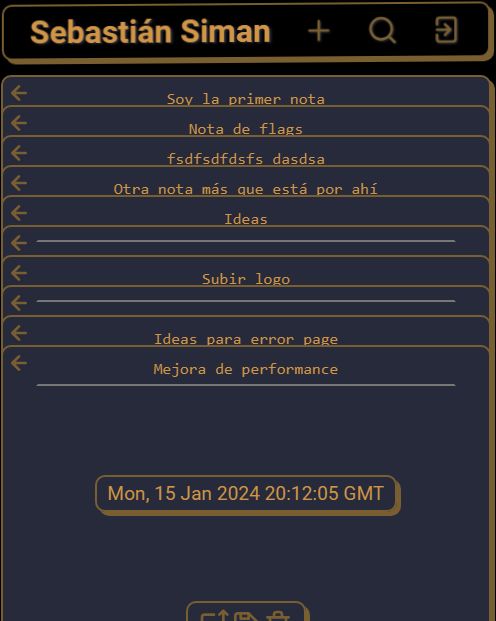 Sebastián Siman
Soy la primer nota
Nota de flags
fsdfsdfdsfs dasdsa
Otra nota más que está por ahí
Ideas
Subir logo
Ideas para error page
Mejora de performance
Mon, 15 Jan 2024 20:12:05 GMT